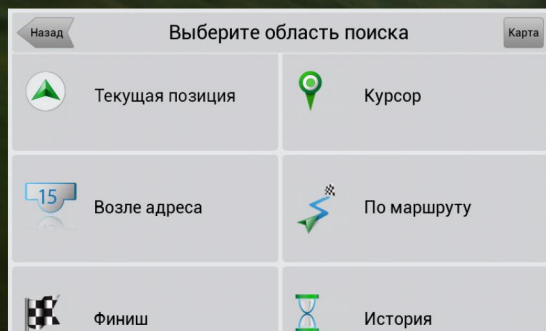 Назад
Выберите область поиска
Карта
Текущая позиция
Курсор
15
Возле адреса
По маршруту
Финиш
История